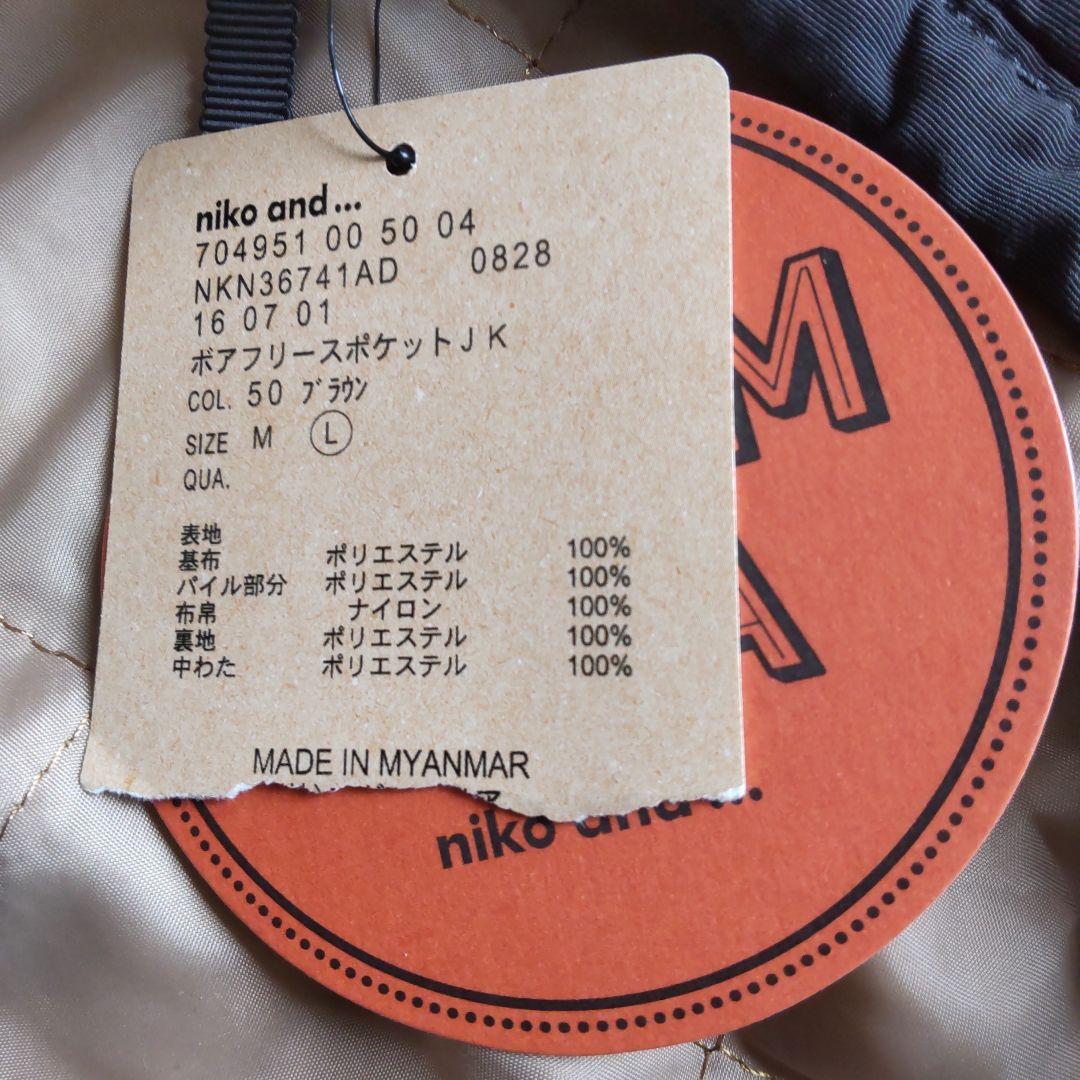 niko and...
704951 00 50 04
NKN36741AD 0828
16 07 01
ボアフリースポケットJK
COL. 50 ブラウン
SIZE M Ⓛ
QUA.
表地
基布 ポリエステル 100%
パイル部分 ポリエステル 100%
布帛 ナイロン 100%
裏地 ポリエステル 100%
中わた ポリエステル 100%
MADE IN MYANMAR
M
A
niko and...